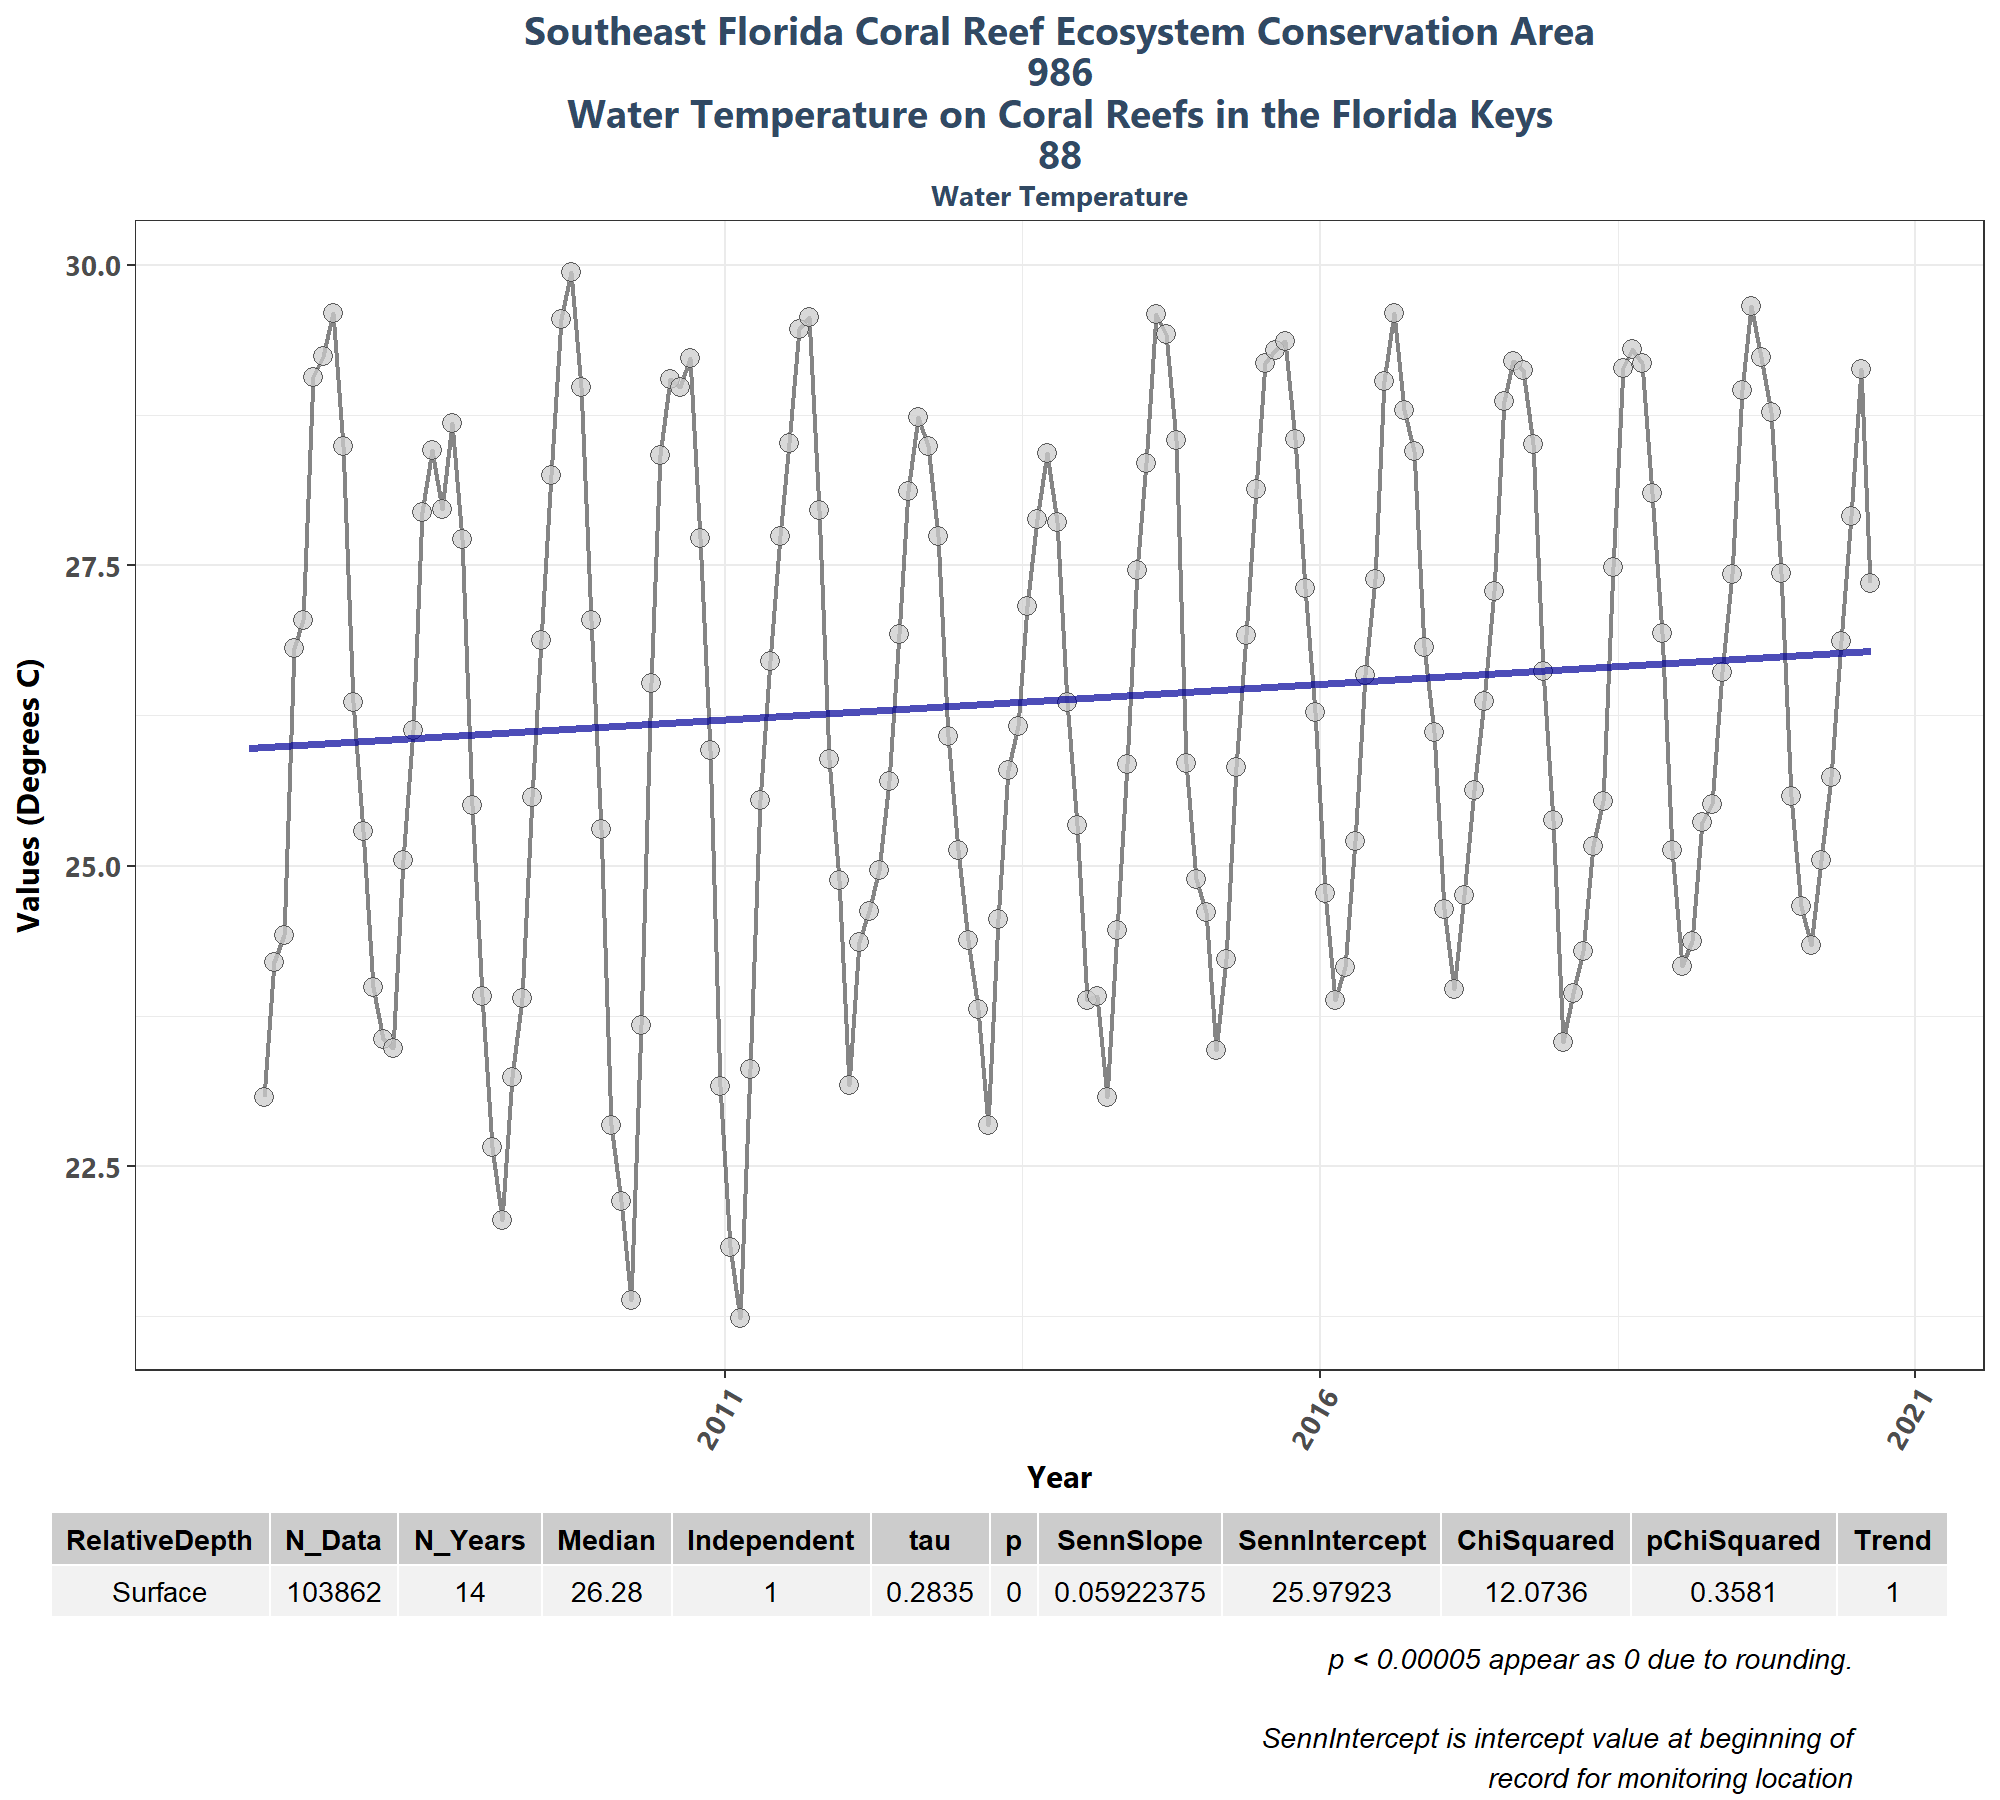 Southeast Florida Coral Reef Ecosystem Conservation Area
986
Water Temperature on Coral Reefs in the Florida Keys
88
Water Temperature
30.0
27.5
25.0
22.5
Values (Degrees C)
2011
2016
2021
Year
RelativeDepth N_Data N_Years Median Independent tau p SennSlope SennIntercept ChiSquared pChiSquared Trend
Surface 103862 14 26.28 1 0.2835 0 0.05922375 25.97923 12.0736 0.3581 1
p < 0.00005 appear as 0 due to rounding.
SennIntercept is intercept value at beginning of
record for monitoring location